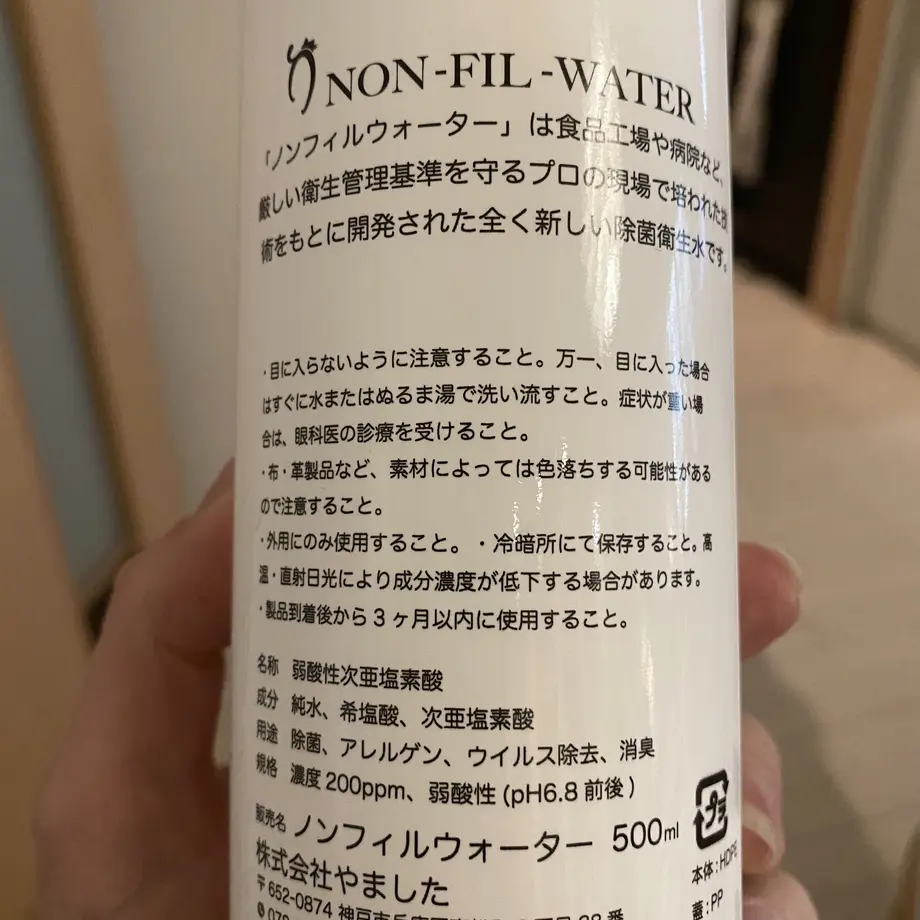 NON-FIL-WATER
「ノンフィルウォーター」は食品工場や病院など、
厳しい衛生管理基準を守るプロの現場で培われた技
術をもとに開発された全く新しい除菌衛生水です。
・目に入らないように注意すること。万一、目に入った場合
はすぐに水またはぬるま湯で洗い流すこと。症状が重い場
合は、眼科医の診療を受けること。
・布・革製品など、素材によっては色落ちする可能性がある
ので注意すること。
・外用にのみ使用すること。・冷暗所にて保存すること。高
温・直射日光により成分濃度が低下する場合があります。
・製品到着後から3ヶ月以内に使用すること。
名称 弱酸性次亜塩素酸
成分 純水、希塩酸、次亜塩素酸
用途 除菌、アレルゲン、ウイルス除去、消臭
規格 濃度200ppm、弱酸性(pH6.8前後)
販売名 ノンフィルウォーター 500ml
株式会社やました
〒652-0874 神戸市兵庫区
プラ
本体:HDPE
蓋:PP